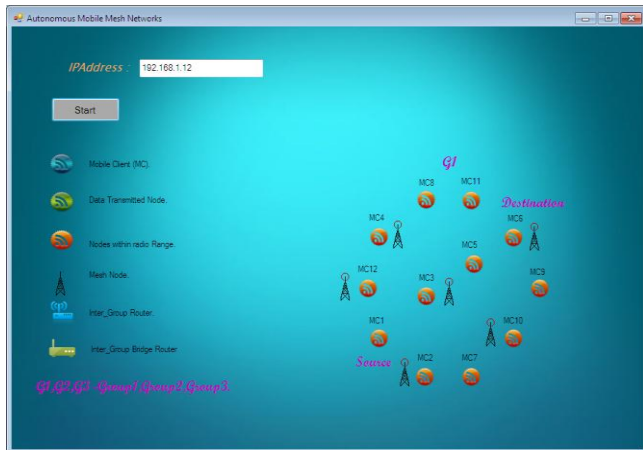 Autonomous Mobile Mesh Networks
IPAddress :
192.168.1.12
Start
Mobile Client (MC).
Data Transmitted Node.
Nodes within radio Range.
Mesh Node.
Inter_Group Router.
Inter_Group Bridge Router
G1,G2,G3 -Group1,Group2,Group3.
G1
MC8
MC11
Destination
MC4
MC6
MC5
MC12
MC3
MC9
MC1
MC10
Source
MC2
MC7